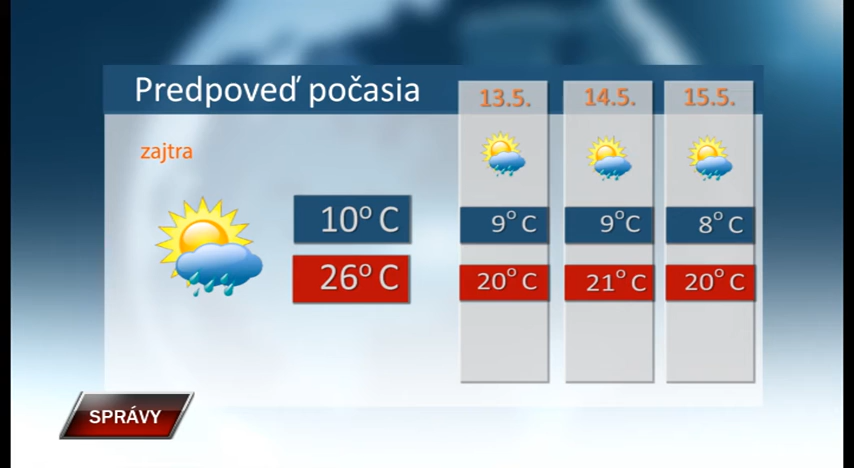 Predpoveď počasia
zajtra
10° C
26° C
13.5.
9° C
20° C
14.5.
9°C
21° C
15.5.
8° C
20° C
SPRÁVY